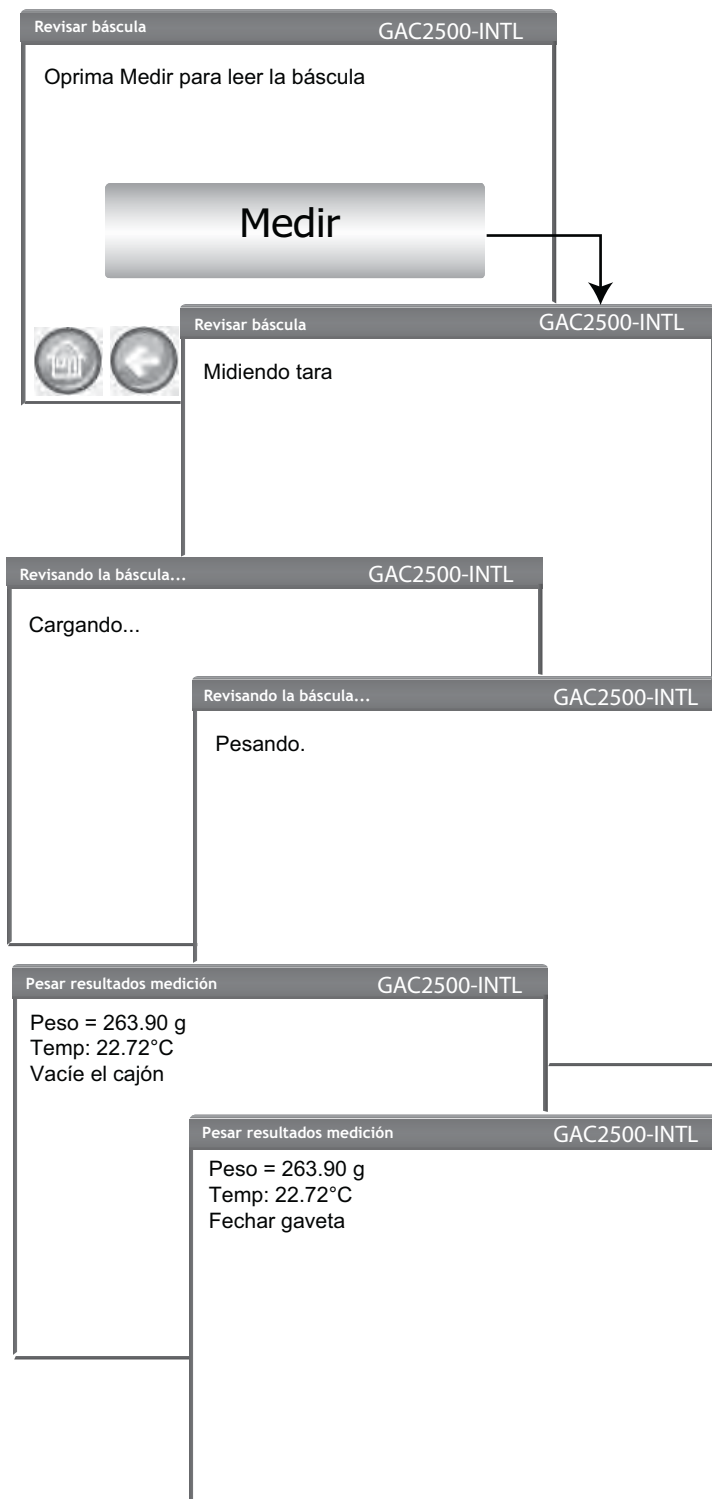 Revisar báscula GAC2500-INTL
Oprima Medir para leer la báscula
Medir
Revisar báscula GAC2500-INTL
Midiendo tara
Revisando la báscula... GAC2500-INTL
Cargando...
Revisando la báscula... GAC2500-INTL
Pesando.
Pesar resultados medición GAC2500-INTL
Peso = 263.90 g
Temp: 22.72°C
Vacíe el cajón
Pesar resultados medición GAC2500-INTL
Peso = 263.90 g
Temp: 22.72°C
Fechar gaveta